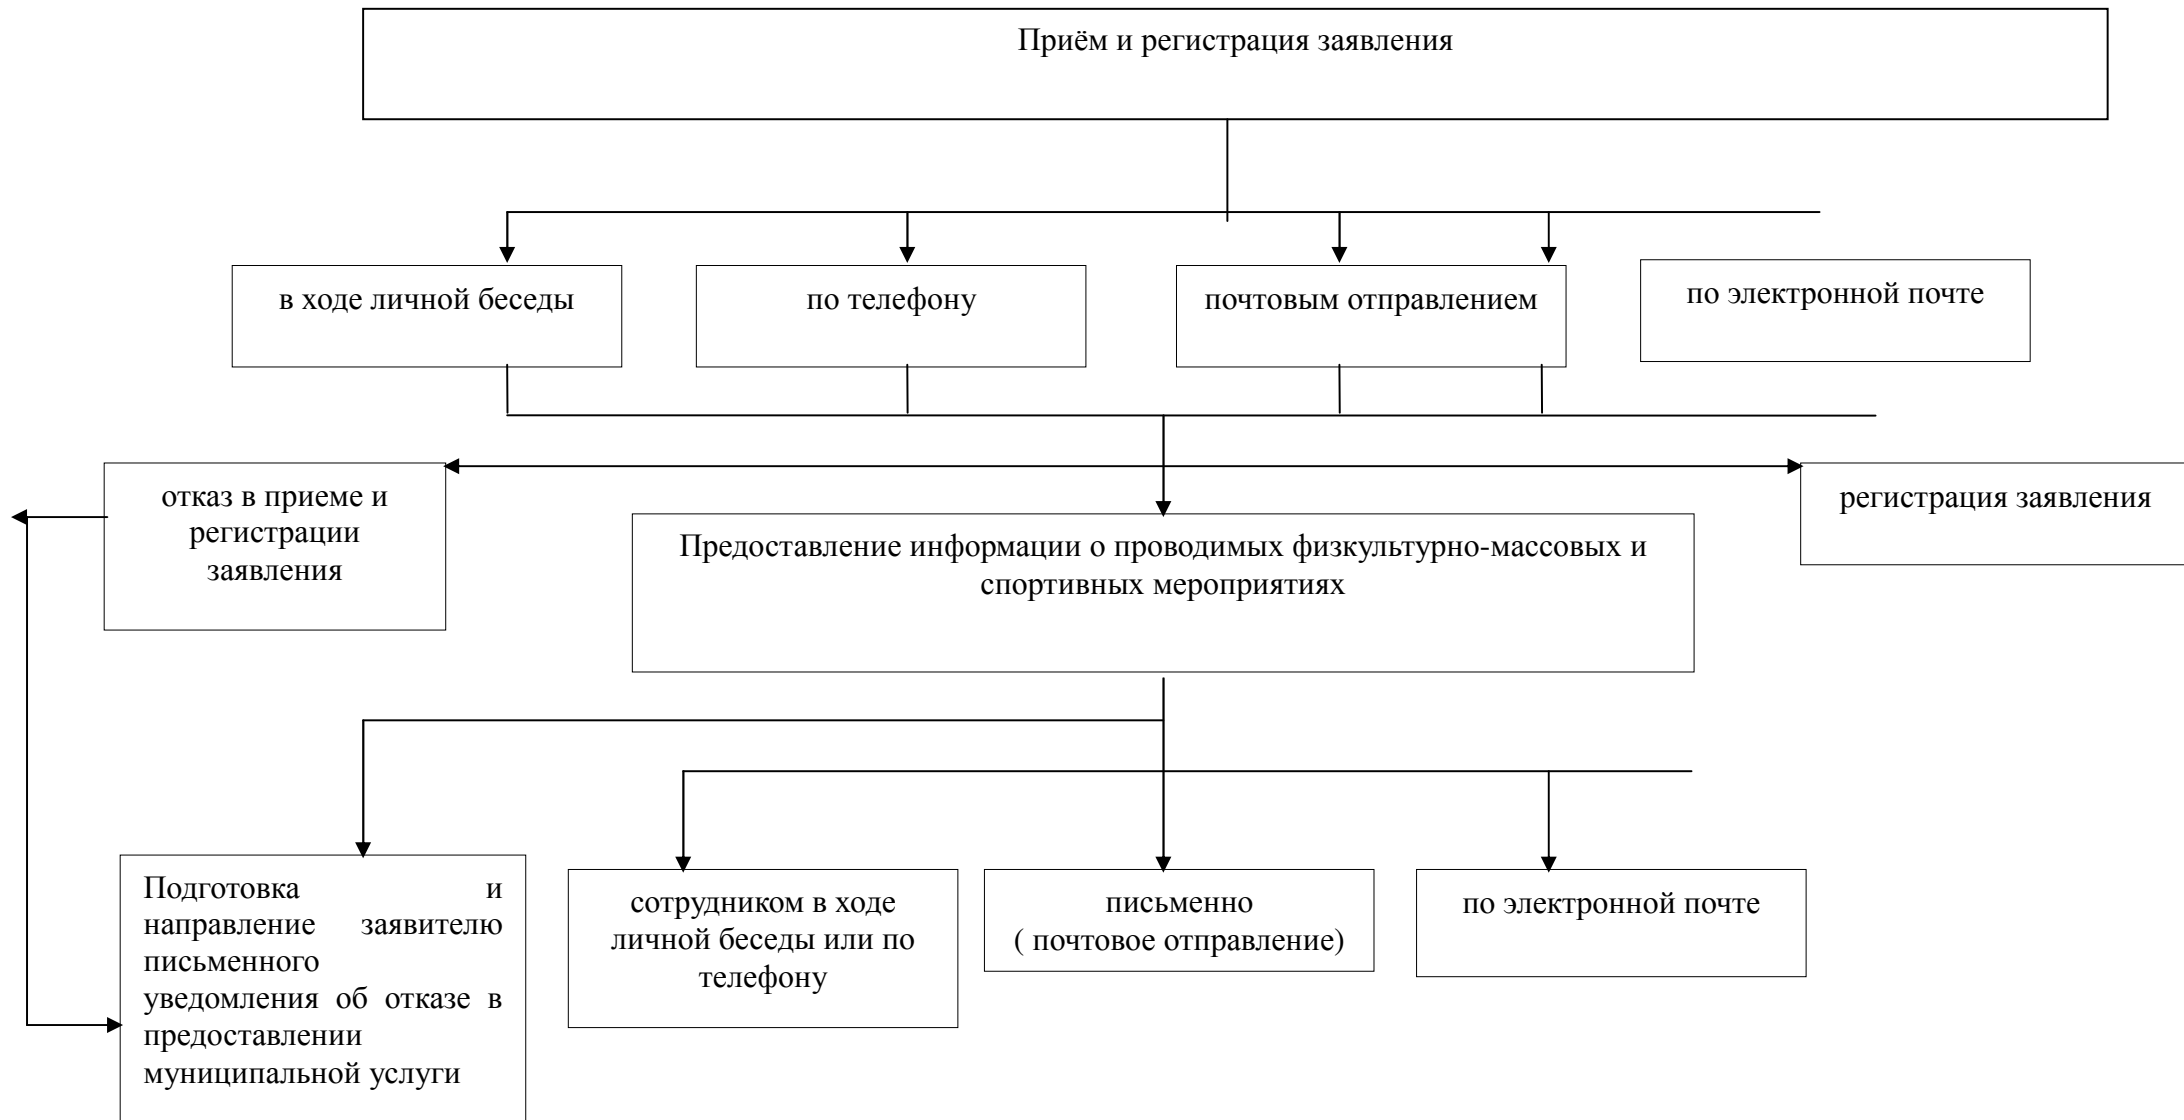 Приём и регистрация заявления
в ходе личной беседы
по телефону
почтовым отправлением
по электронной почте
отказ в приеме и
регистрации
заявления
регистрация заявления
Предоставление информации о проводимых физкультурно-массовых и
спортивных мероприятиях
Подготовка и
направление заявителю
письменного
уведомления об отказе в
предоставлении
муниципальной услуги
сотрудником в ходе
личной беседы или по
телефону
письменно
( почтовое отправление)
по электронной почте